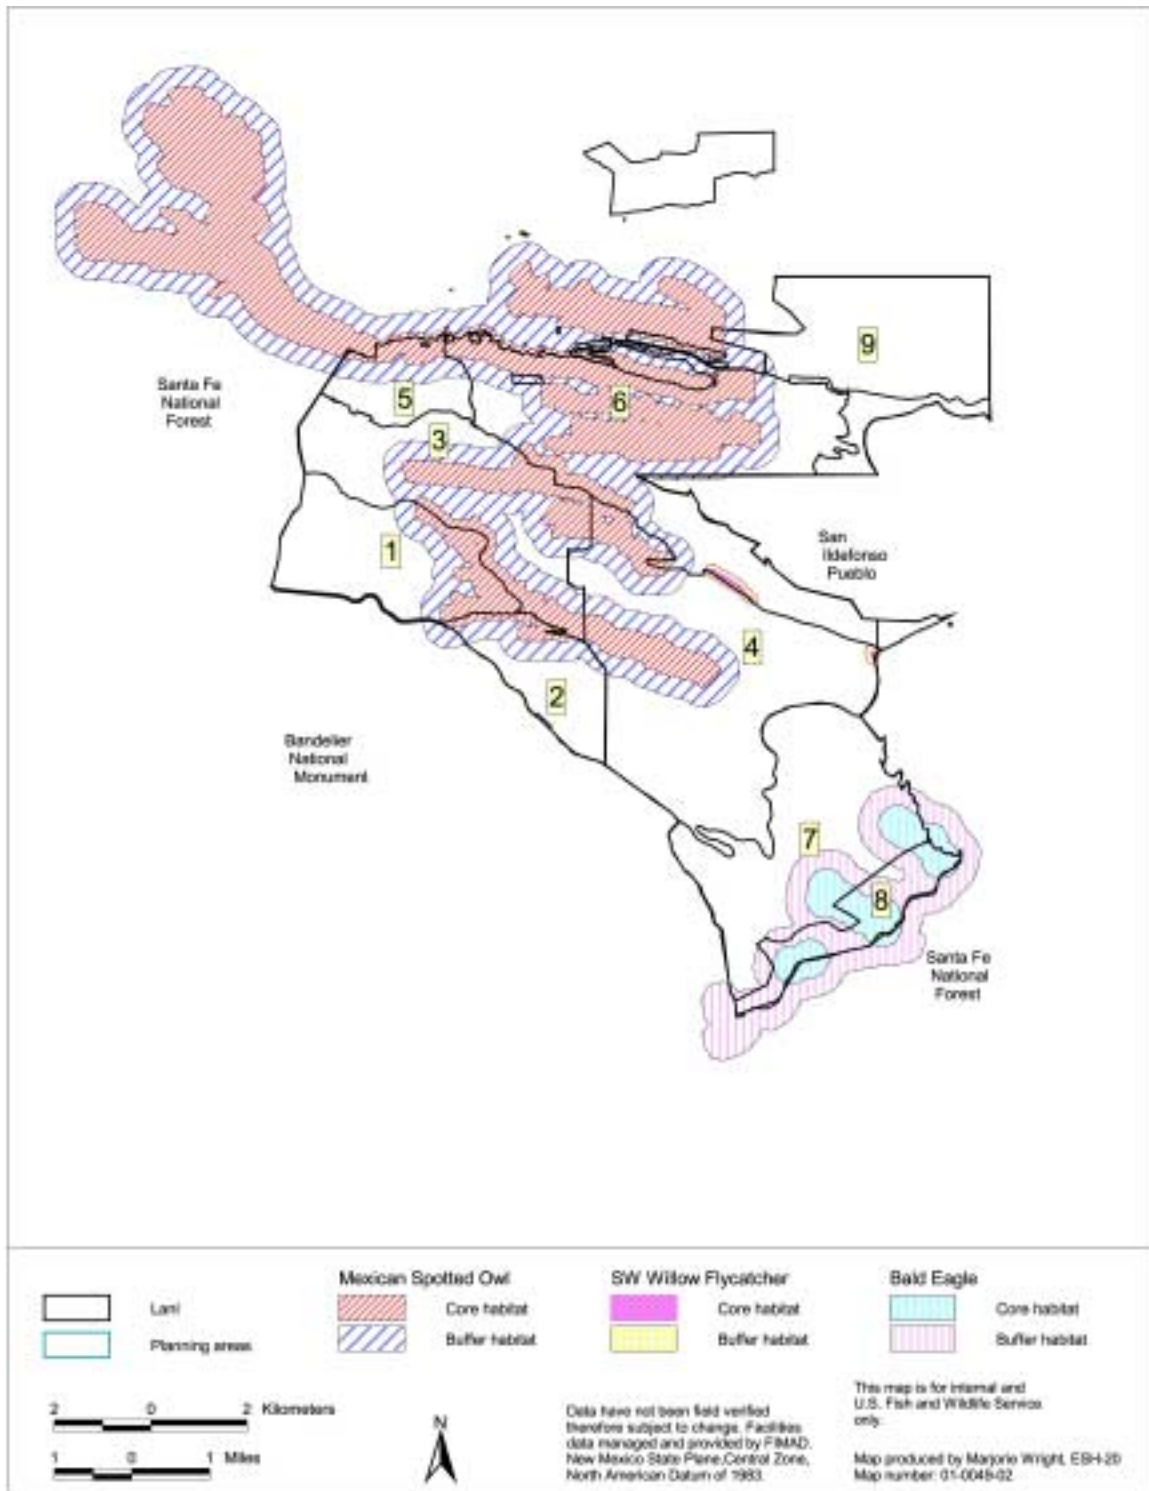 9
Santa Fe
National
Forest
5
6
3
1
San
Ildefonso
Pueblo
4
2
Bandelier
National
Monument
7
8
Santa Fe
National
Forest
Mexican Spotted Owl
SW Willow Flycatcher
Bald Eagle
Lanl
Core habitat
Core habitat
Core habitat
Planning areas
Buffer habitat
Buffer habitat
Buffer habitat
2 0 2 Kilometers
1 0 1 Miles
N
Data have not been field verified
therefore subject to change. Facilities
data managed and provided by FIMAD.
New Mexico State Plane,Central Zone,
North American Datum of 1983.
This map is for internal and
U.S. Fish and Wildlife Service
only.
Map produced by Marjorie Wright, ESH-20
Map number: 01-0049-02